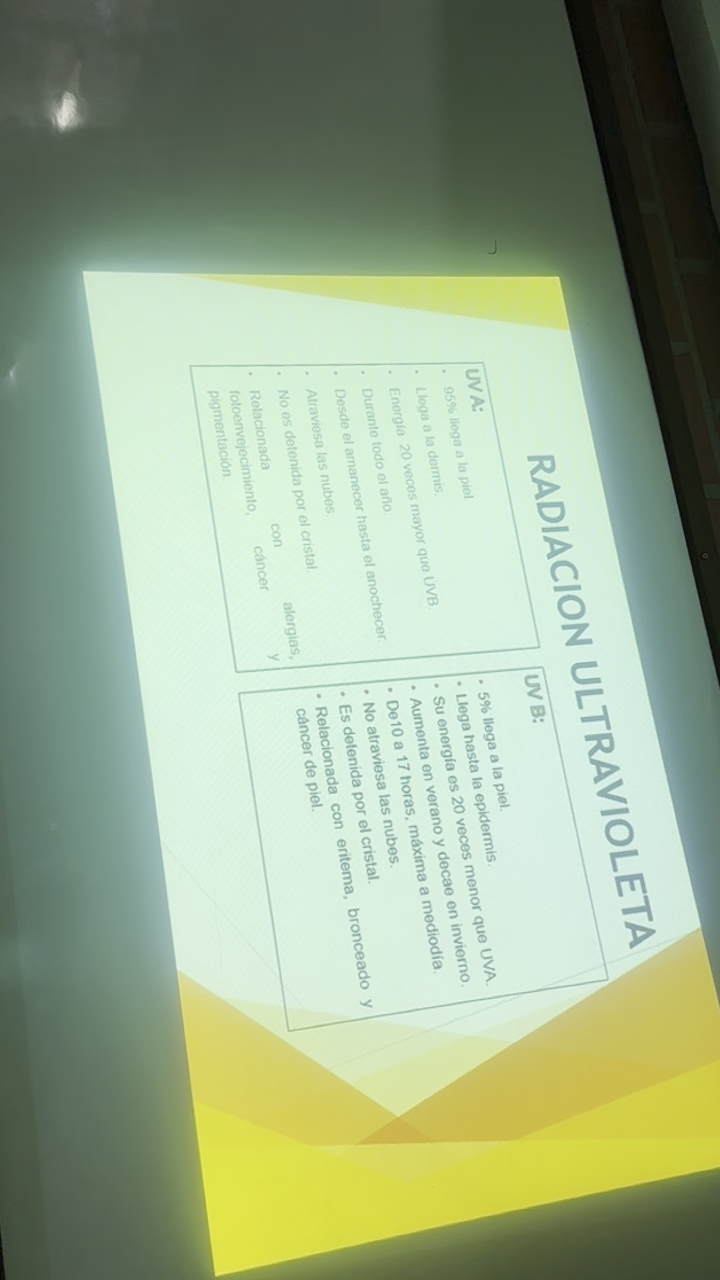 RADIACION ULTRAVIOLETA
UV A:
• 95% llega a la piel.
• Llega a la dermis.
• Energía 20 veces mayor que UVB.
• Durante todo el año.
• Desde el amanecer hasta el anochecer.
• Atraviesa las nubes.
• No es detenida por el cristal.
• Relacionada con alergias,
fotoenvejecimiento, cáncer y
pigmentación
UV B:
• 5% llega a la piel.
• Llega hasta la epidermis.
• Su energía es 20 veces menor que UVA.
• Aumenta en verano y decae en invierno.
• De10 a 17 horas, máxima a mediodía.
• No atraviesa las nubes.
• Es detenida por el cristal.
• Relacionada con eritema, bronceado y
cáncer de piel.